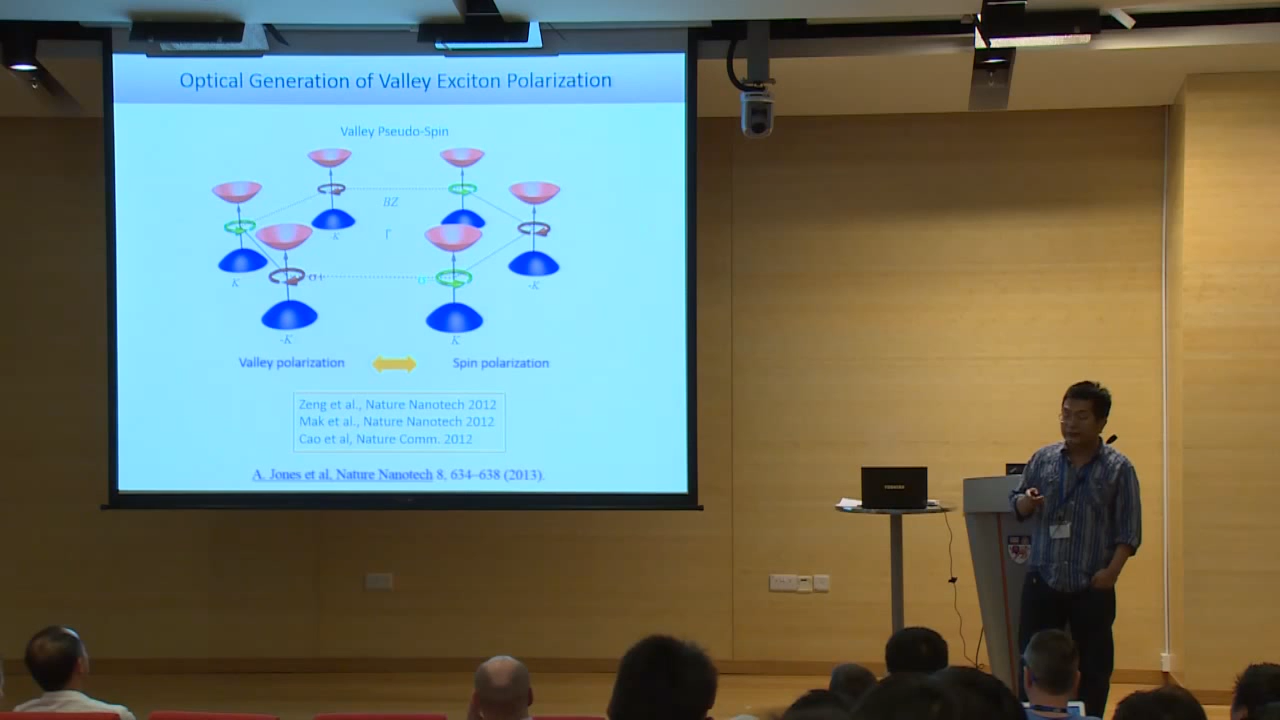 Optical Generation of Valley Exciton Polarization
Valley Pseudo-Spin
BZ
-K
Γ
K
σ+
-K
-K
K
Valley polarization
Spin polarization
Zeng et al., Nature Nanotech 2012
Mak et al., Nature Nanotech 2012
Cao et al, Nature Comm. 2012
A. Jones et al, Nature Nanotech 8, 634–638 (2013).
TOSHIBA